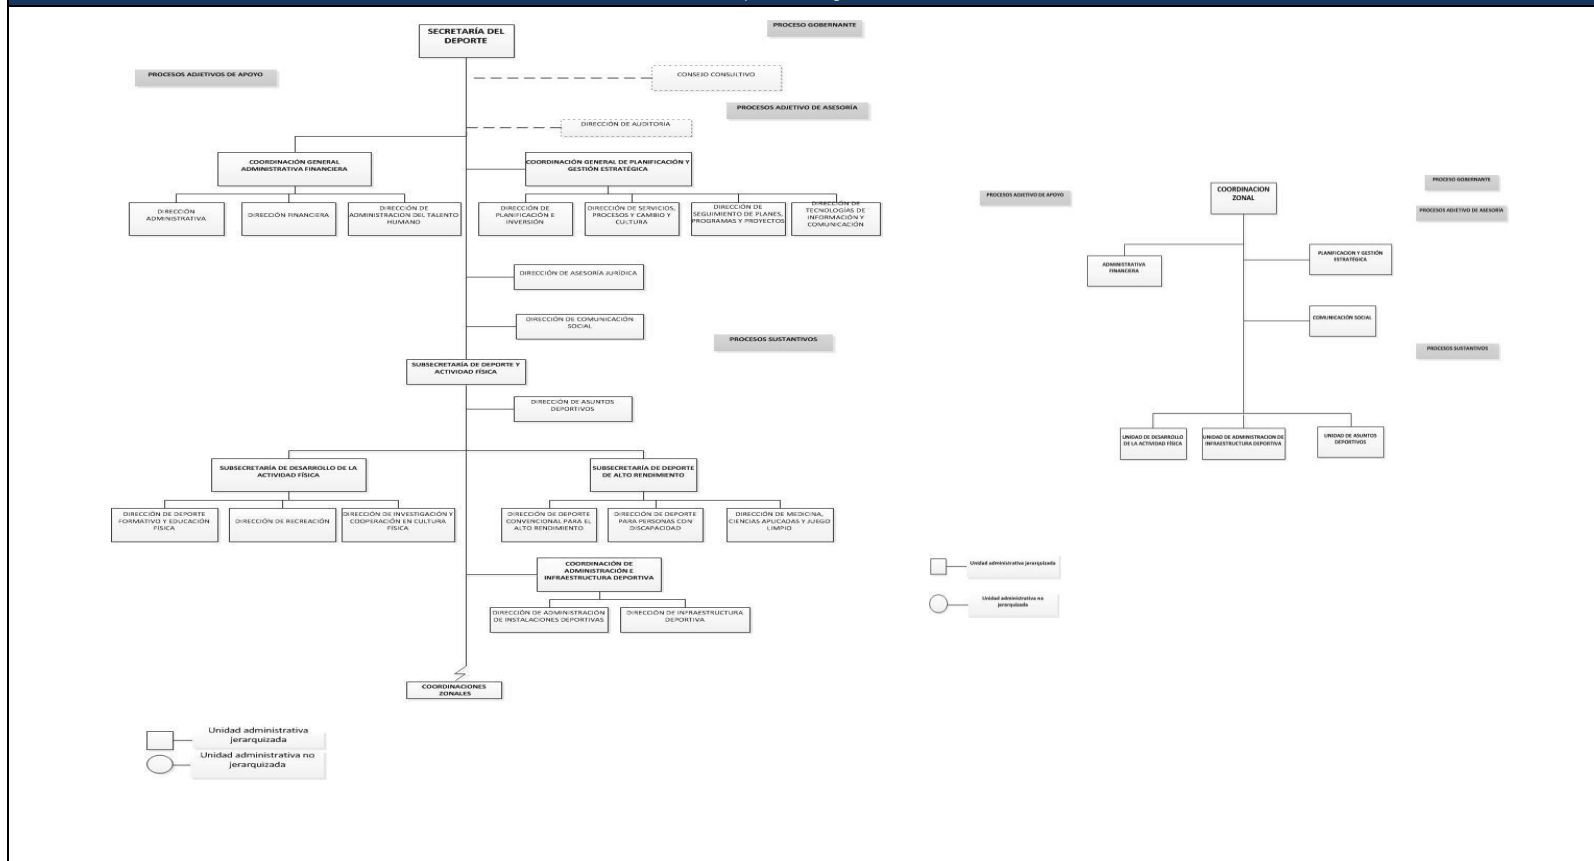 SECRETARÍA DEL
DEPORTE
PROCESO GOBERNANTE
PROCESOS ADJETIVOS DE APOYO
CONSEJO CONSULTIVO
PROCESOS ADJETIVO DE ASESORÍA
DIRECCIÓN DE AUDITORIA
COORDINACIÓN GENERAL
ADMINISTRATIVA FINANCIERA
COORDINACIÓN GENERAL DE PLANIFICACIÓN Y
GESTIÓN ESTRATÉGICA
DIRECCIÓN
ADMINISTRATIVA
DIRECCIÓN FINANCIERA
DIRECCIÓN DE
ADMINISTRACION DEL TALENTO
HUMANO
DIRECCIÓN DE
PLANIFICACIÓN E
INVERSIÓN
DIRECCIÓN DE SERVICIOS,
PROCESOS Y CAMBIO Y
CULTURA
DIRECCIÓN DE
SEGUIMIENTO DE PLANES,
PROGRAMAS Y PROYECTOS
DIRECCIÓN DE
TECNOLOGÍAS DE
INFORMACIÓN Y
COMUNICACIÓN
DIRECCIÓN DE ASESORÍA JURÍDICA
DIRECCIÓN DE COMUNICACIÓN
SOCIAL
PROCESOS SUSTANTIVOS
SUBSECRETARÍA DE DEPORTE Y
ACTIVIDAD FÍSICA
DIRECCIÓN DE ASUNTOS
DEPORTIVOS
SUBSECRETARÍA DE DESARROLLO DE LA
ACTIVIDAD FÍSICA
SUBSECRETARÍA DE DEPORTE
DE ALTO RENDIMIENTO
DIRECCIÓN DE DEPORTE
FORMATIVO Y EDUCACIÓN
FÍSICA
DIRECCIÓN DE RECREACIÓN
DIRECCIÓN DE INVESTIGACIÓN Y
COOPERACIÓN EN CULTURA
FÍSICA
DIRECCIÓN DE DEPORTE
CONVENCIONAL PARA EL
ALTO RENDIMIENTO
DIRECCIÓN DE DEPORTE
PARA PERSONAS CON
DISCAPACIDAD
DIRECCIÓN DE MEDICINA,
CIENCIAS APLICADAS Y JUEGO
LIMPIO
COORDINACIÓN DE
ADMINISTRACIÓN E
INFRAESTRUCTURA DEPORTIVA
DIRECCIÓN DE ADMINISTRACIÓN
DE INSTALACIONES DEPORTIVAS
DIRECCIÓN DE INFRAESTRUCTURA
DEPORTIVA
COORDINACIONES
ZONALES
Unidad administrativa
jerarquizada
Unidad administrativa no
jerarquizada
PROCESO GOBERNANTE
PROCESOS ADJETIVO DE APOYO
COORDINACION
ZONAL
PROCESOS ADJETIVO DE ASESORÍA
ADMINISTRATIVA
FINANCIERA
PLANIFICACION Y GESTIÓN
ESTRATÉGICA
COMUNICACIÓN SOCIAL
PROCESOS SUSTANTIVOS
UNIDAD DE DESARROLLO
DE LA ACTIVIDAD FÍSICA
UNIDAD DE ADMINISTRACION DE
INFRAESTRUCTURA DEPORTIVA
UNIDAD DE ASUNTOS
DEPORTIVOS
Unidad administrativa jerarquizada
Unidad administrativa no
jerarquizada